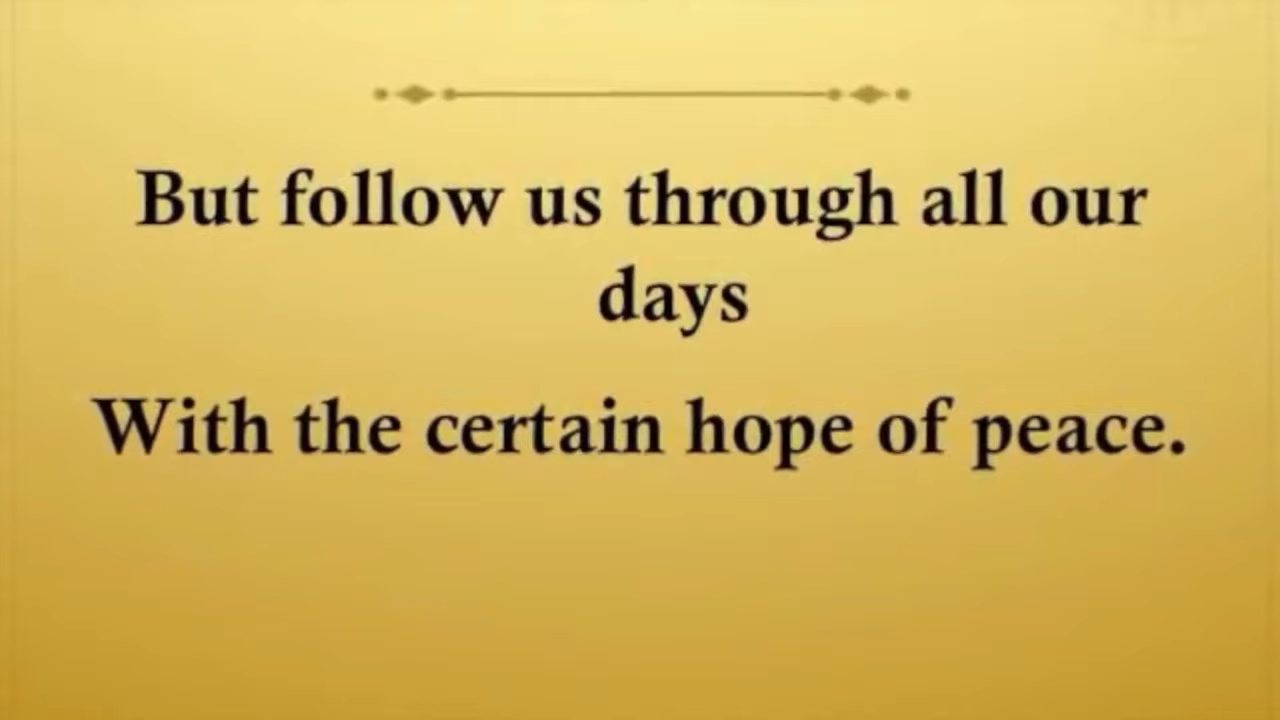 But follow us through all our
days
With the certain hope of peace.